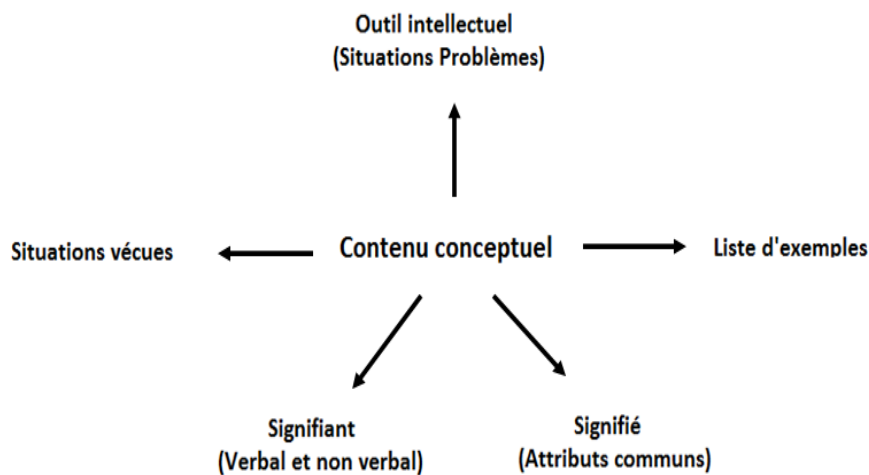 Outil intellectuel
(Situations Problèmes)
Situations vécues
Contenu conceptuel
Liste d'exemples
Signifiant
(Verbal et non verbal)
Signifié
(Attributs communs)